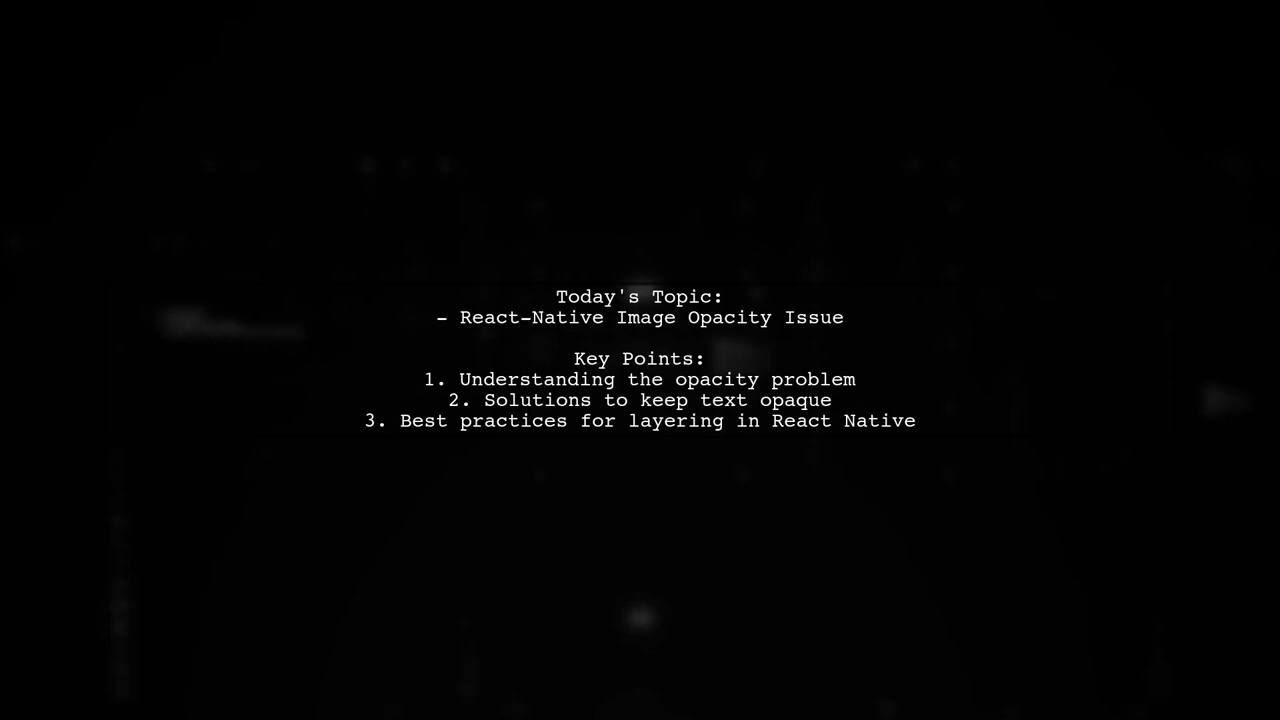 Today's Topic:
- React-Native Image Opacity Issue
Key Points:
1. Understanding the opacity problem
2. Solutions to keep text opaque
3. Best practices for layering in React Native